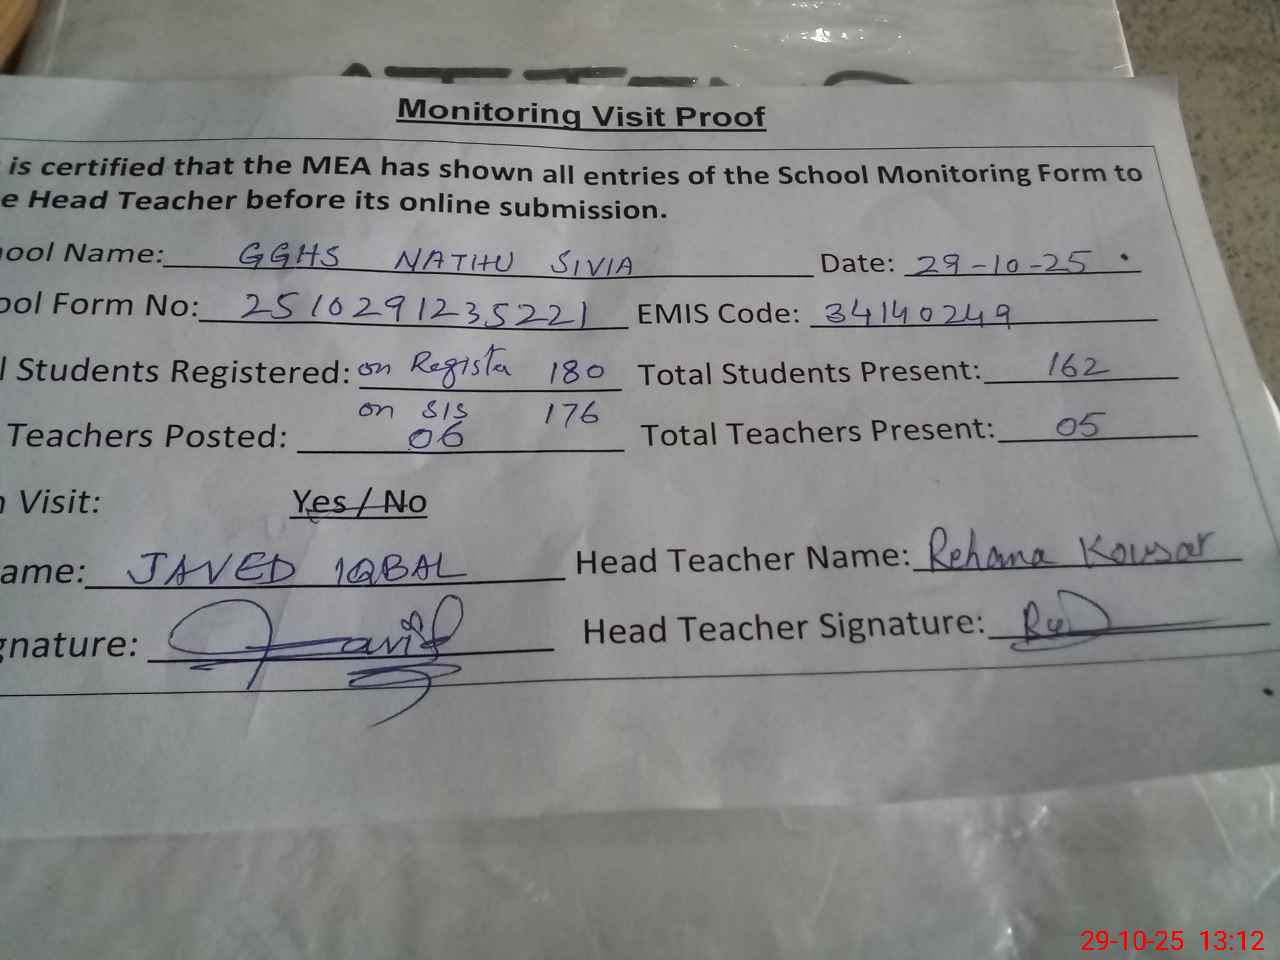 Monitoring Visit Proof
is certified that the MEA has shown all entries of the School Monitoring Form to
e Head Teacher before its online submission.
ool Name: GGHS NATHU SIVIA Date: 29-10-25
ool Form No: 2510291235221 EMIS Code: 34140249
l Students Registered: on Register 180 Total Students Present: 162
on SIS 176
Teachers Posted: 06 Total Teachers Present: 05
Visit: Yes / No
ame: JAVED IQBAL Head Teacher Name: Rehana Kowsar
gnature: Javid Head Teacher Signature:
29-10-25 13:12